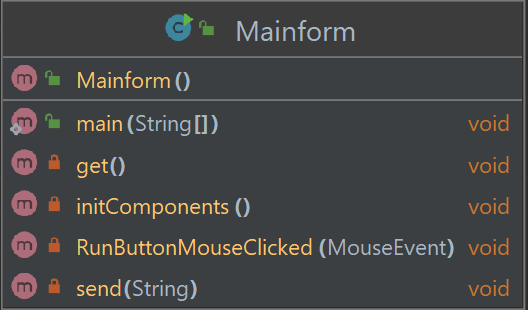 Mainform
Mainform()
main(String[]) void
get() void
initComponents() void
RunButtonMouseClicked(MouseEvent) void
send(String) void